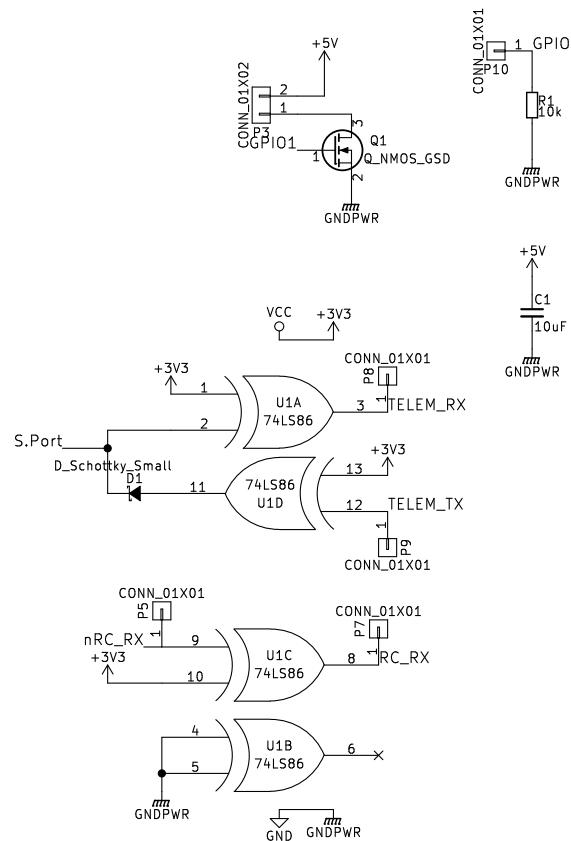 +5V
CONN_01X02
2
1
P3
3
GPIO1
1
Q1
Q_NMOS_GSD
2
GNDPWR
CONN_01X01
1
GPIO
P10
R1
10k
GNDPWR
+5V
C1
10uF
GNDPWR
VCC
+3V3
+3V3
1
2
U1A
74LS86
3
CONN_01X01
P8
1
TELEM_RX
S.Port
D_Schottky_Small
D1
11
74LS86
U1D
13
+3V3
12
TELEM_TX
1
P9
CONN_01X01
CONN_01X01
P5
1
nRC_RX
9
+3V3
10
U1C
74LS86
8
CONN_01X01
P7
1
RC_RX
4
5
U1B
74LS86
6
GNDPWR
GND
GNDPWR